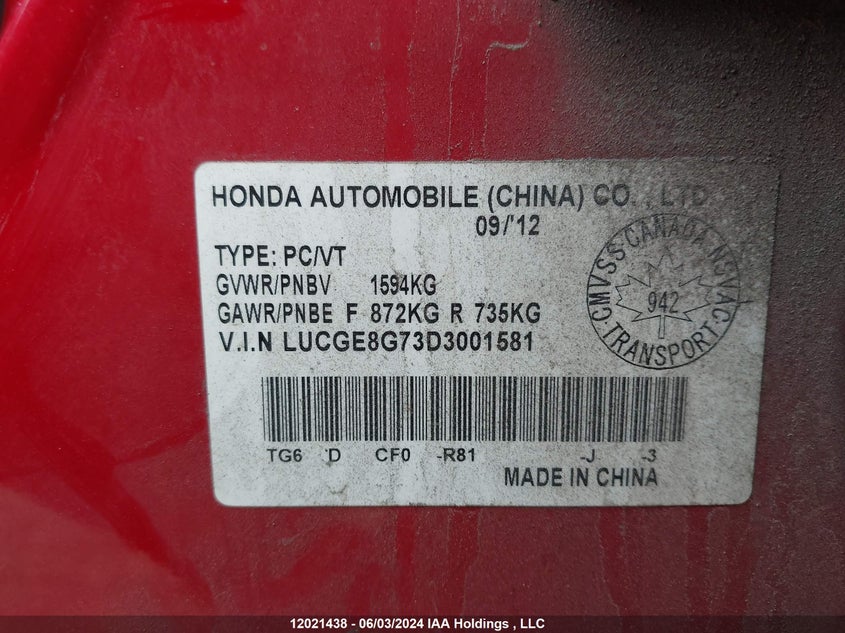 HONDA AUTOMOBILE (CHINA) CO., LTD.
09/'12
TYPE: PC/VT
GVWR/PNBV 1594KG
GAWR/PNBE F 872KG R 735KG
V.I.N LUCGE8G73D3001581
CMVSS CANADA NSVAC
942
TRANSPORT
TG6 D CF0 -R81 -J -3
MADE IN CHINA
12021438 - 06/03/2024 IAA Holdings , LLC